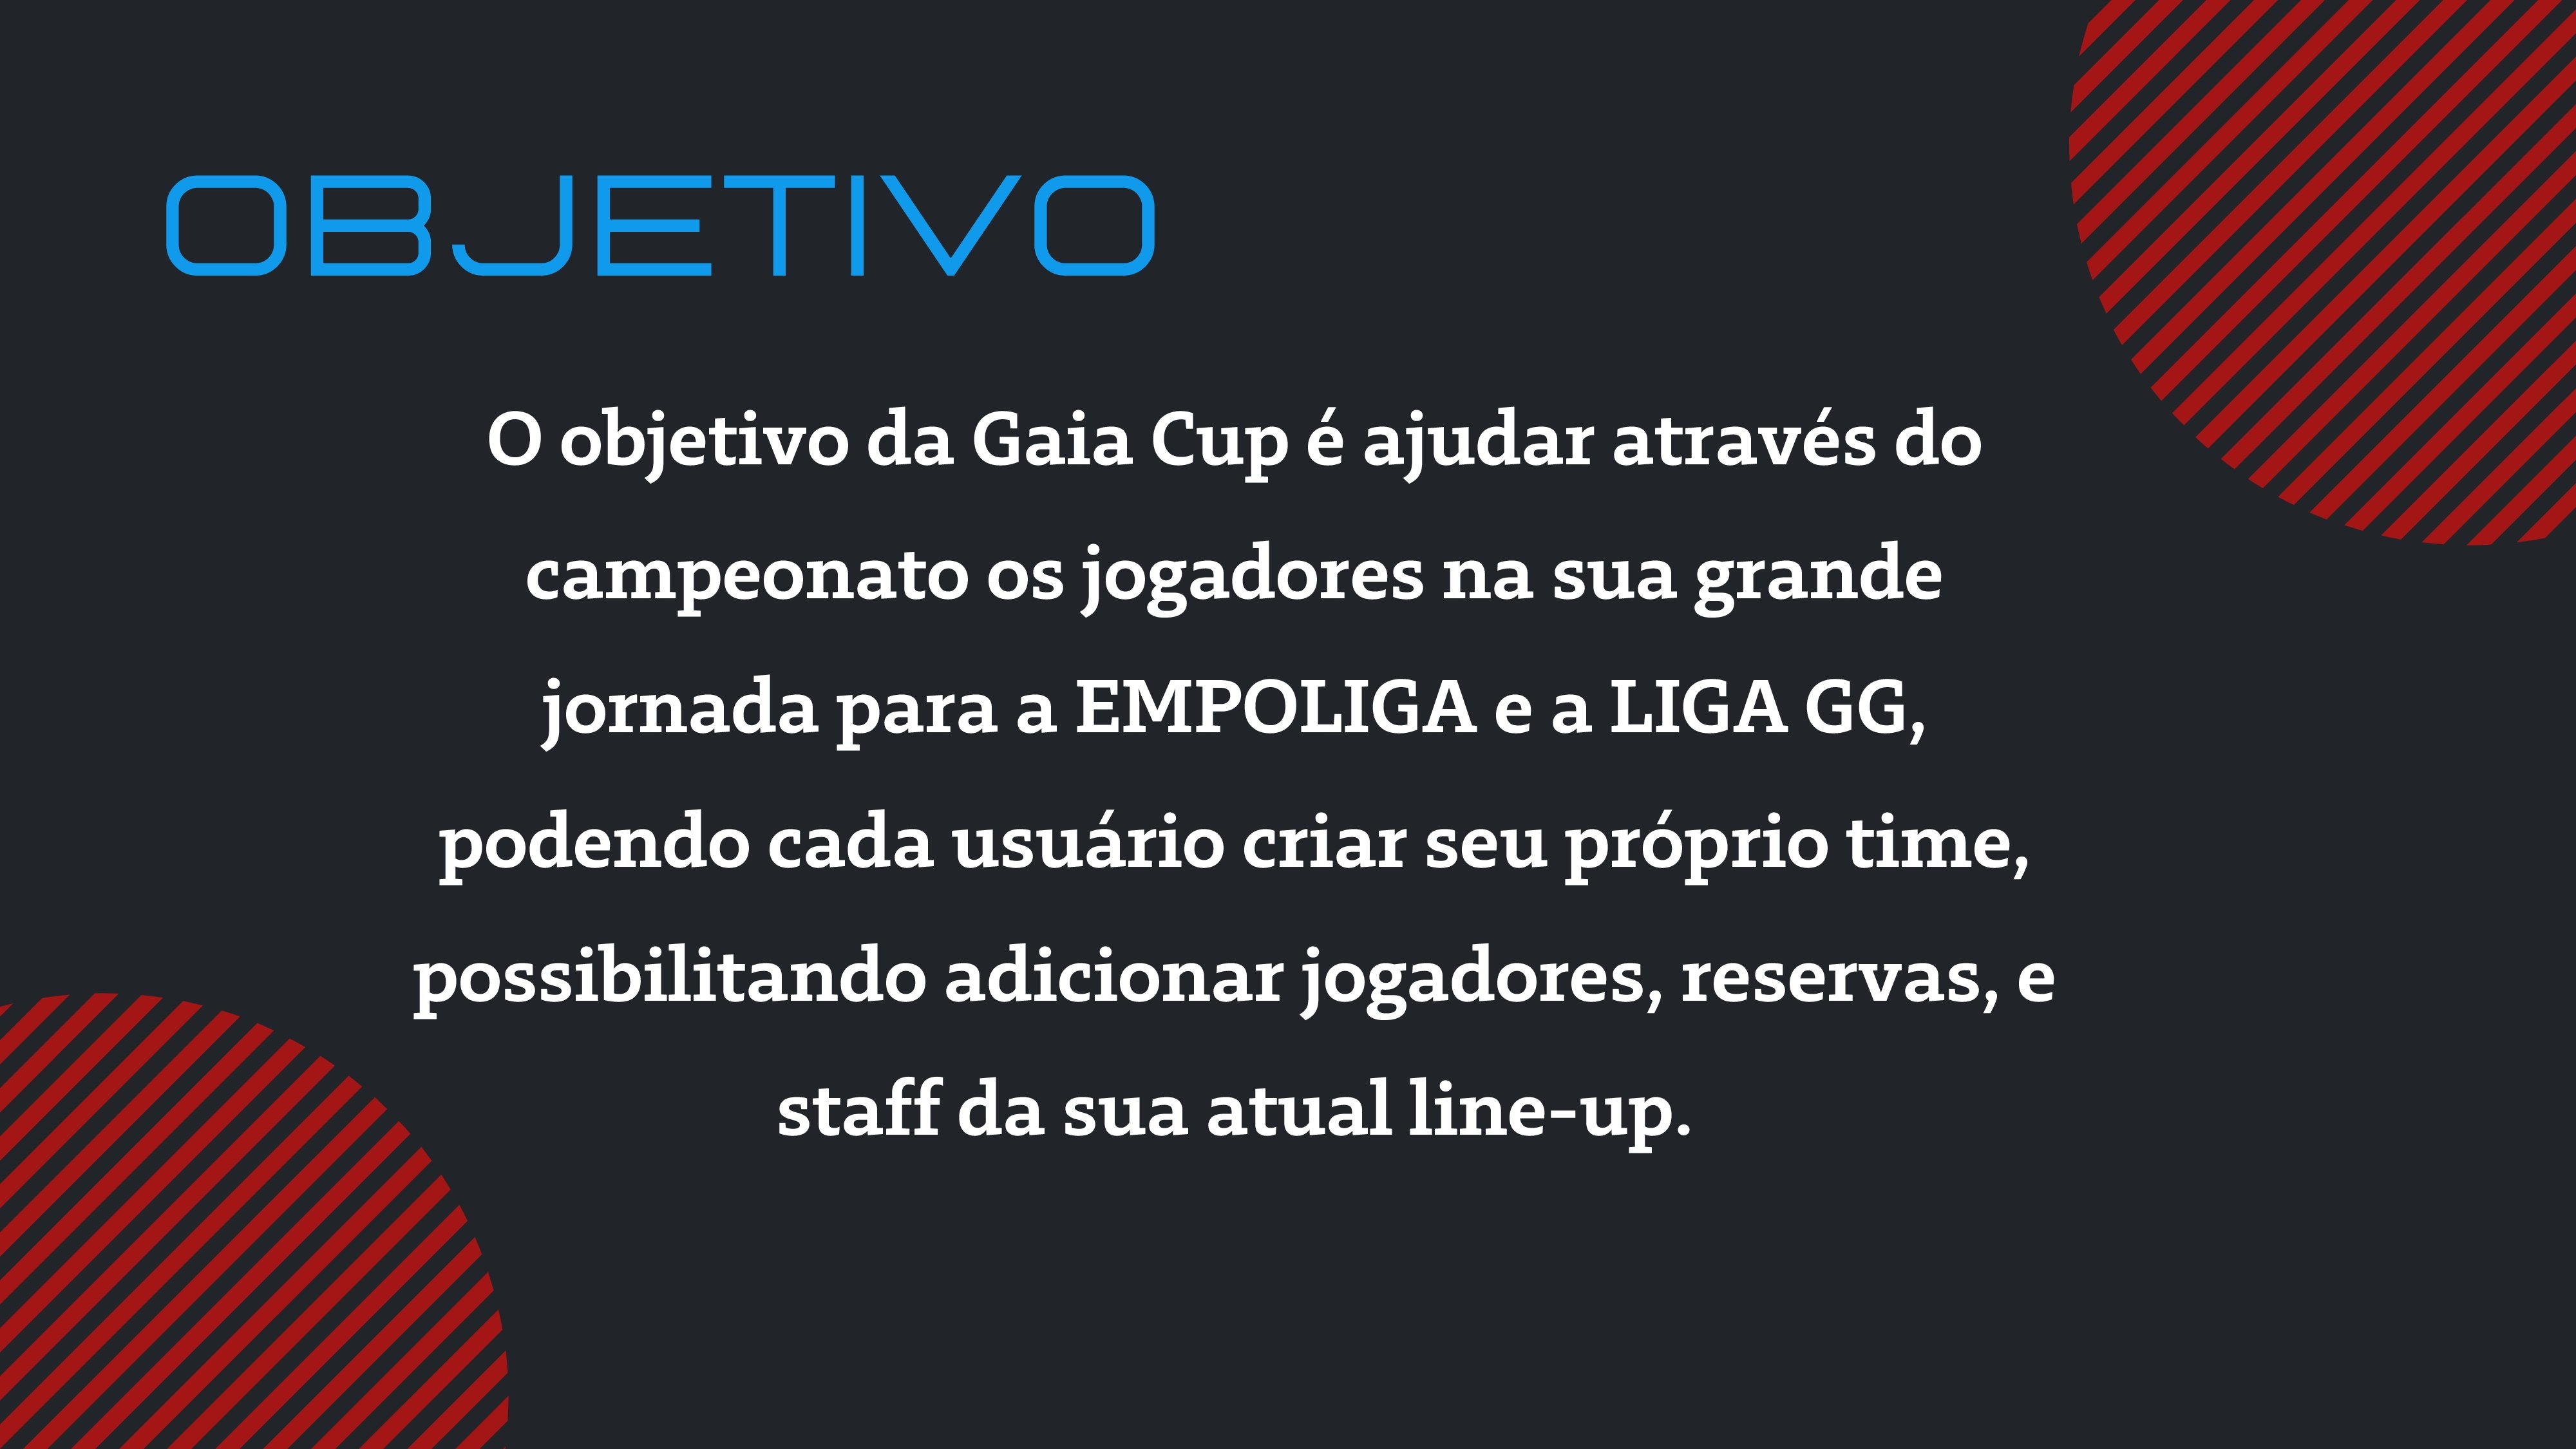 OBJETIVO
O objetivo da Gaia Cup é ajudar através do
campeonato os jogadores na sua grande
jornada para a EMPOLIGA e a LIGA GG,
podendo cada usuário criar seu próprio time,
possibilitando adicionar jogadores, reservas, e
staff da sua atual line-up.